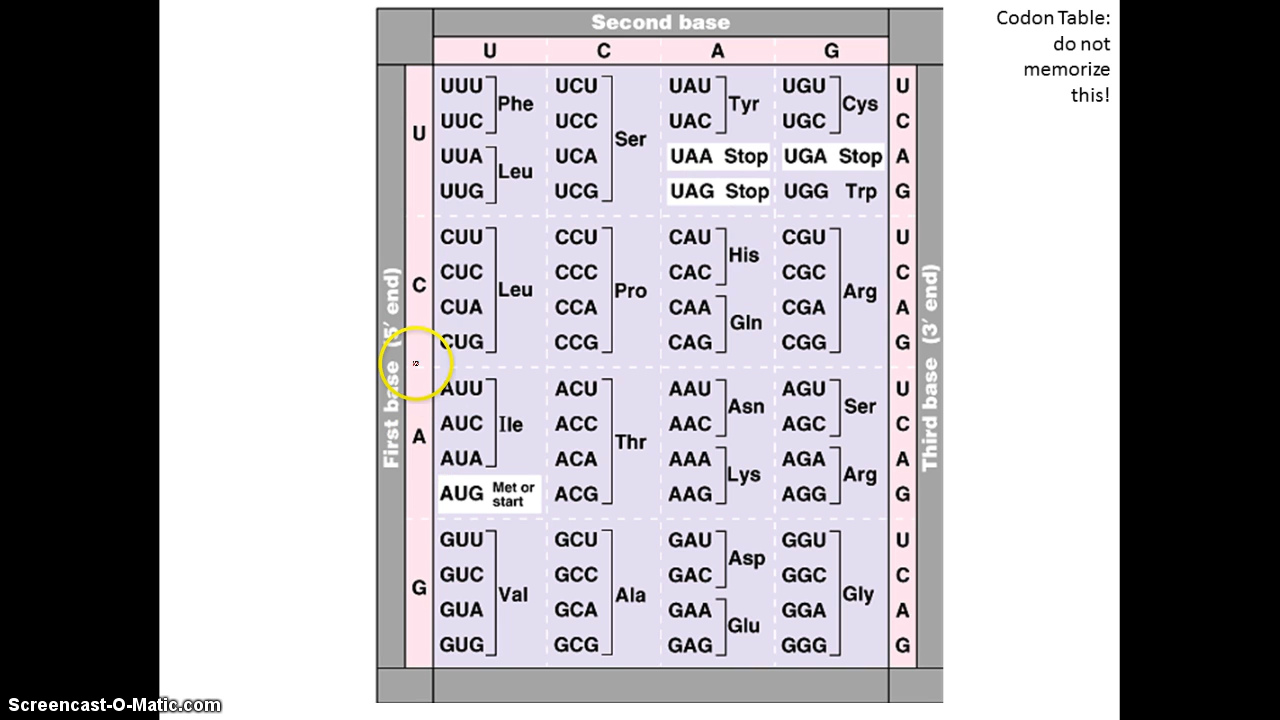 Second base
Codon Table:
do not
memorize
this!
U C A G
First base (5′ end)
Third base (3′ end)
U
UUU
UUC
Phe
UUA
UUG
Leu
UCU
UCC
UCA
UCG
Ser
UAU
UAC
Tyr
UAA Stop
UAG Stop
UGU
UGC
Cys
UGA Stop
UGG Trp
U
C
A
G
C
CUU
CUC
CUA
CUG
Leu
CCU
CCC
CCA
CCG
Pro
CAU
CAC
His
CAA
CAG
Gln
CGU
CGC
CGA
CGG
Arg
U
C
A
G
A
AUU
AUC
AUA
Ile
AUG Met or
start
ACU
ACC
ACA
ACG
Thr
AAU
AAC
Asn
AAA
AAG
Lys
AGU
AGC
Ser
AGA
AGG
Arg
U
C
A
G
G
GUU
GUC
GUA
GUG
Val
GCU
GCC
GCA
GCG
Ala
GAU
GAC
Asp
GAA
GAG
Glu
GGU
GGC
GGA
GGG
Gly
U
C
A
G
Screencast-O-Matic.com